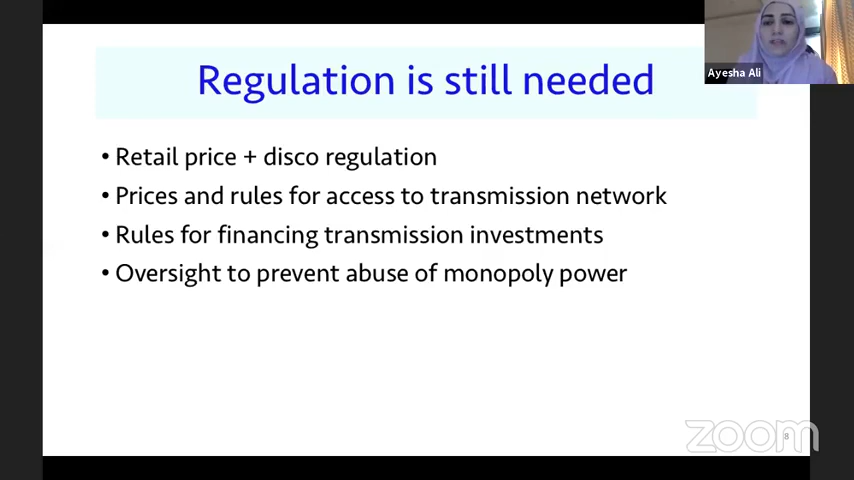 Regulation is still needed
Ayesha Ali
• Retail price + disco regulation
• Prices and rules for access to transmission network
• Rules for financing transmission investments
• Oversight to prevent abuse of monopoly power
zoom
8